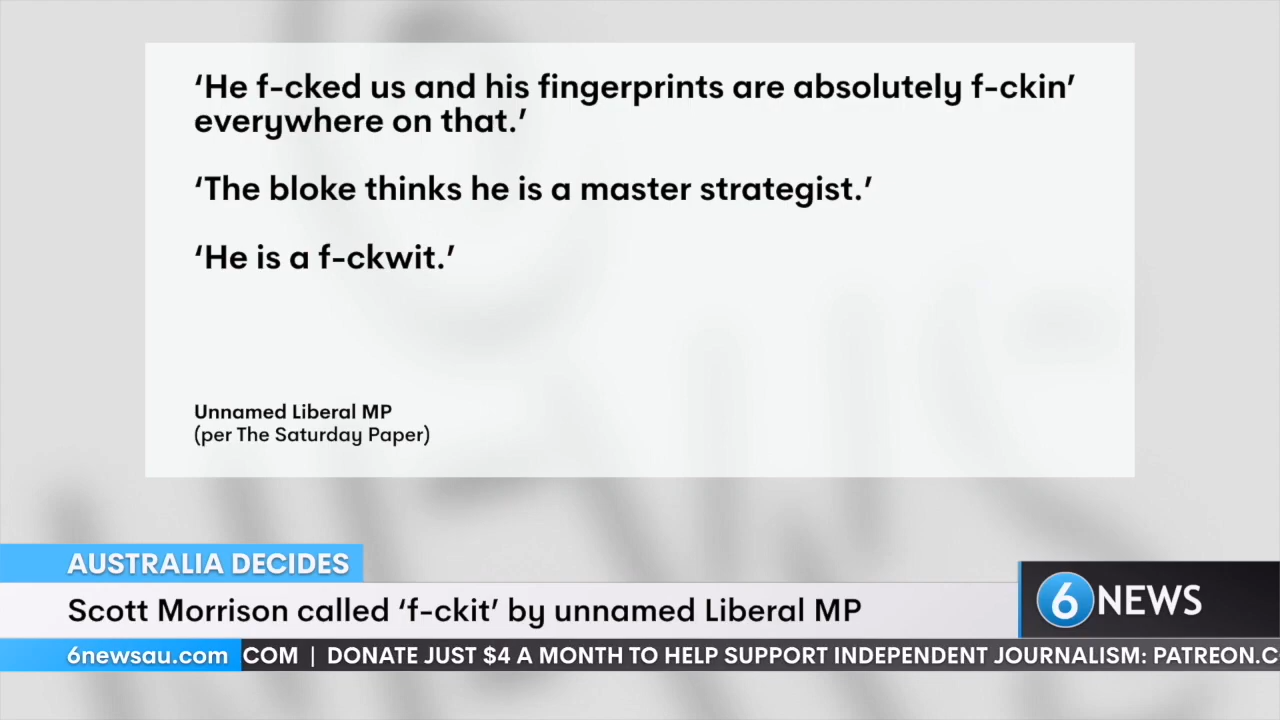 ‘He f-cked us and his fingerprints are absolutely f-ckin’
everywhere on that.’
‘The bloke thinks he is a master strategist.’
‘He is a f-ckwit.’
Unnamed Liberal MP
(per The Saturday Paper)
AUSTRALIA DECIDES
Scott Morrison called ‘f-ckit’ by unnamed Liberal MP
6 NEWS
6newsau.com COM | DONATE JUST $4 A MONTH TO HELP SUPPORT INDEPENDENT JOURNALISM: PATREON.C